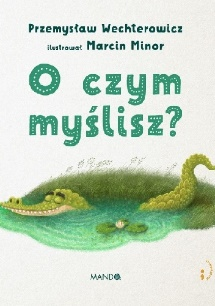 Przemysław Wechterowicz
ilustrował Marcin Minor
O czym
myślisz?
MANDO